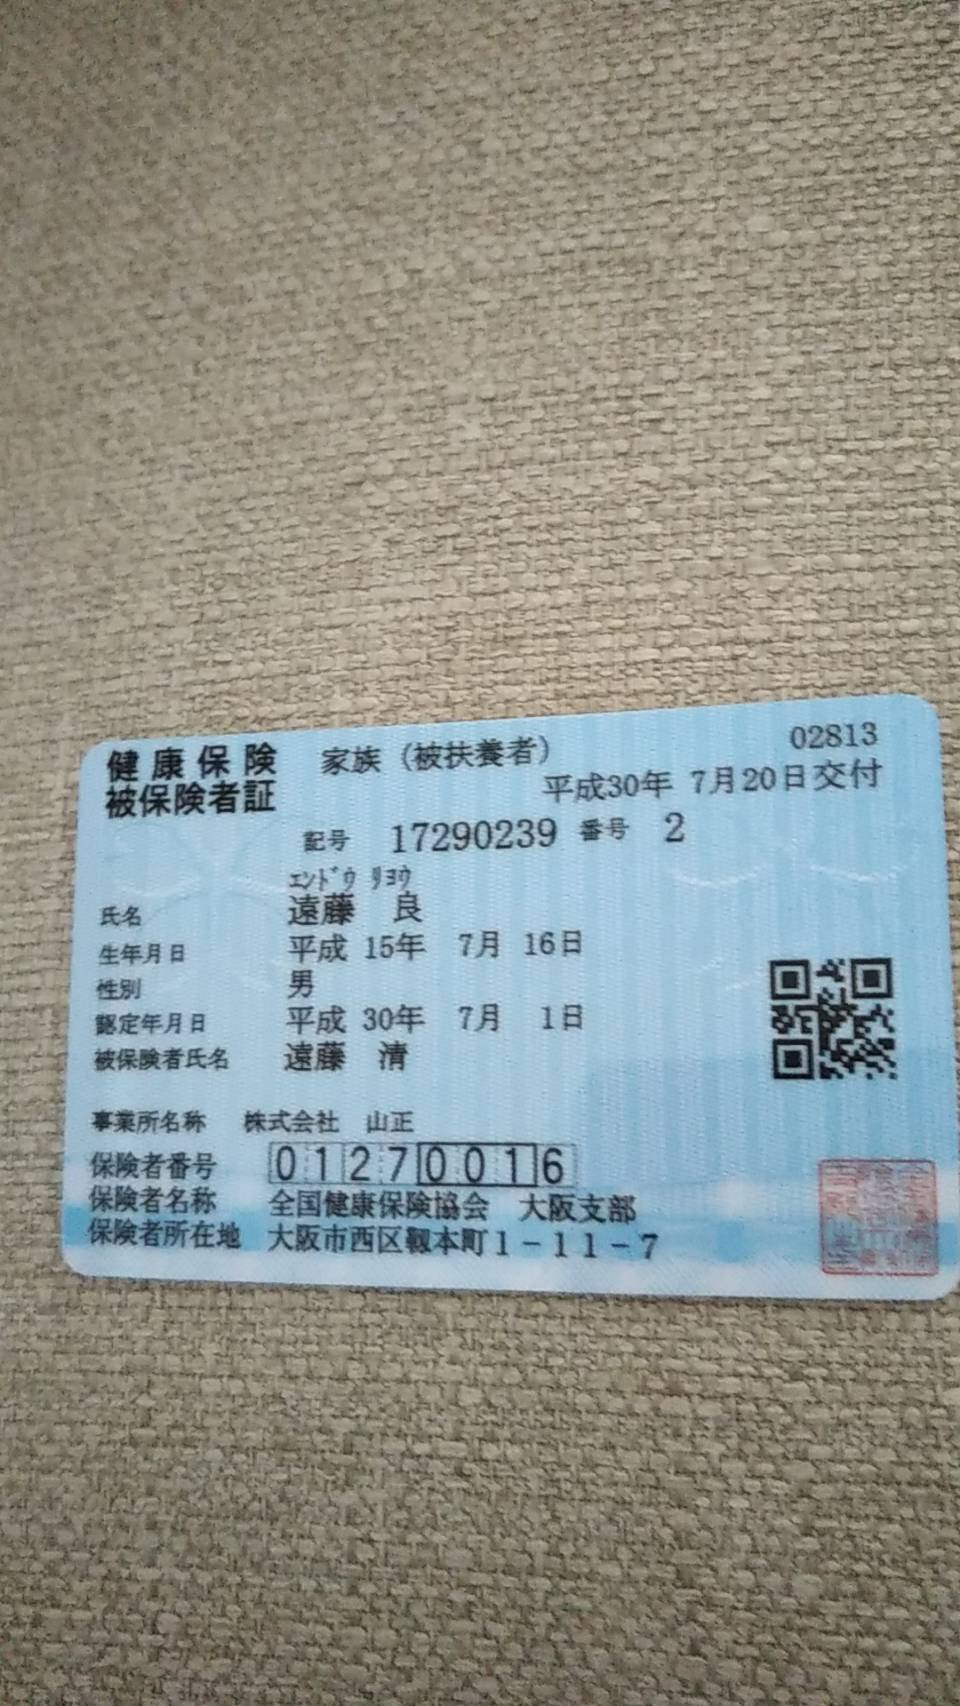 健康保険 家族（被扶養者） 02813
被保険者証 平成30年 7月20日交付
記号 17290239 番号 2
ｴﾝﾄﾞｳ ﾘﾖｳ
氏名 遠藤 良
生年月日 平成 15年 7月 16日
性別 男
認定年月日 平成 30年 7月 1日
被保険者氏名 遠藤 清
事業所名称 株式会社 山正
保険者番号 01270016
保険者名称 全国健康保険協会 大阪支部
保険者所在地 大阪市西区靱本町1-11-7